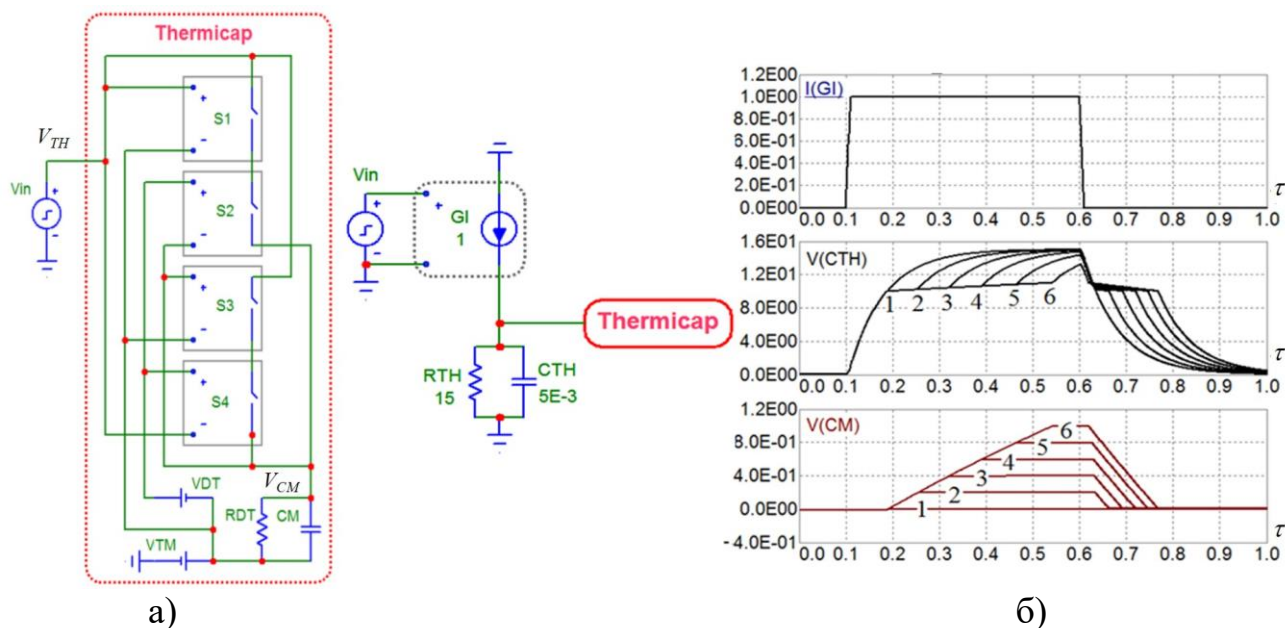 Thermicap
V_TH
Vin
+
-
+
-
S1
+
-
S2
+
-
S3
+
-
S4
VDT
VTM
RDT
V_CM
CM
Vin
+
-
+
GI
1
RTH
15
CTH
5E-3
Thermicap
а)
1.2E00
1.0E00
8.0E-01
6.0E-01
4.0E-01
2.0E-01
0.0E00
I(GI)
0.0 0.1 0.2 0.3 0.4 0.5 0.6 0.7 0.8 0.9 1.0
τ
1.6E01
1.2E01
8.0E00
4.0E00
0.0E00
V(CTH)
1 2 3 4 5 6
0.0 0.1 0.2 0.3 0.4 0.5 0.6 0.7 0.8 0.9 1.0
τ
1.2E00
8.0E-01
4.0E-01
0.0E00
-4.0E-01
V(CM)
6
5
4
3
2
1
0.0 0.1 0.2 0.3 0.4 0.5 0.6 0.7 0.8 0.9 1.0
τ
б)